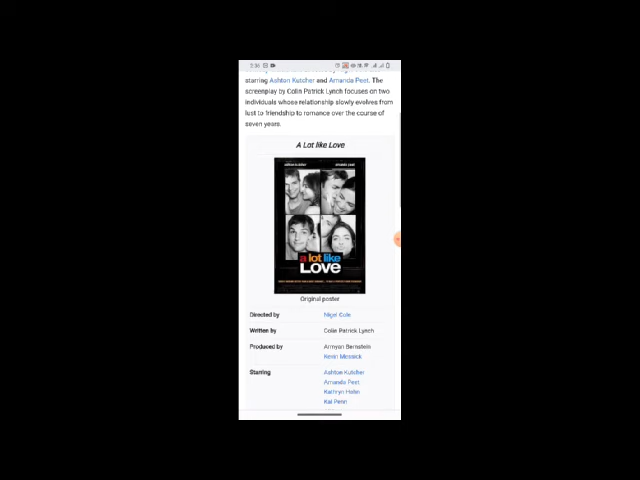 starring Ashton Kutcher and Amanda Peet. The
screenplay by Colin Patrick Lynch focuses on two
individuals whose relationship slowly evolves from
lust to friendship to romance over the course of
seven years.
A Lot like Love
a lot like
LOVE
Original poster
Directed by Nigel Cole
Written by Colin Patrick Lynch
Produced by Armyan Bernstein
Kevin Messick
Starring Ashton Kutcher
Amanda Peet
Kathryn Hahn
Kal Penn